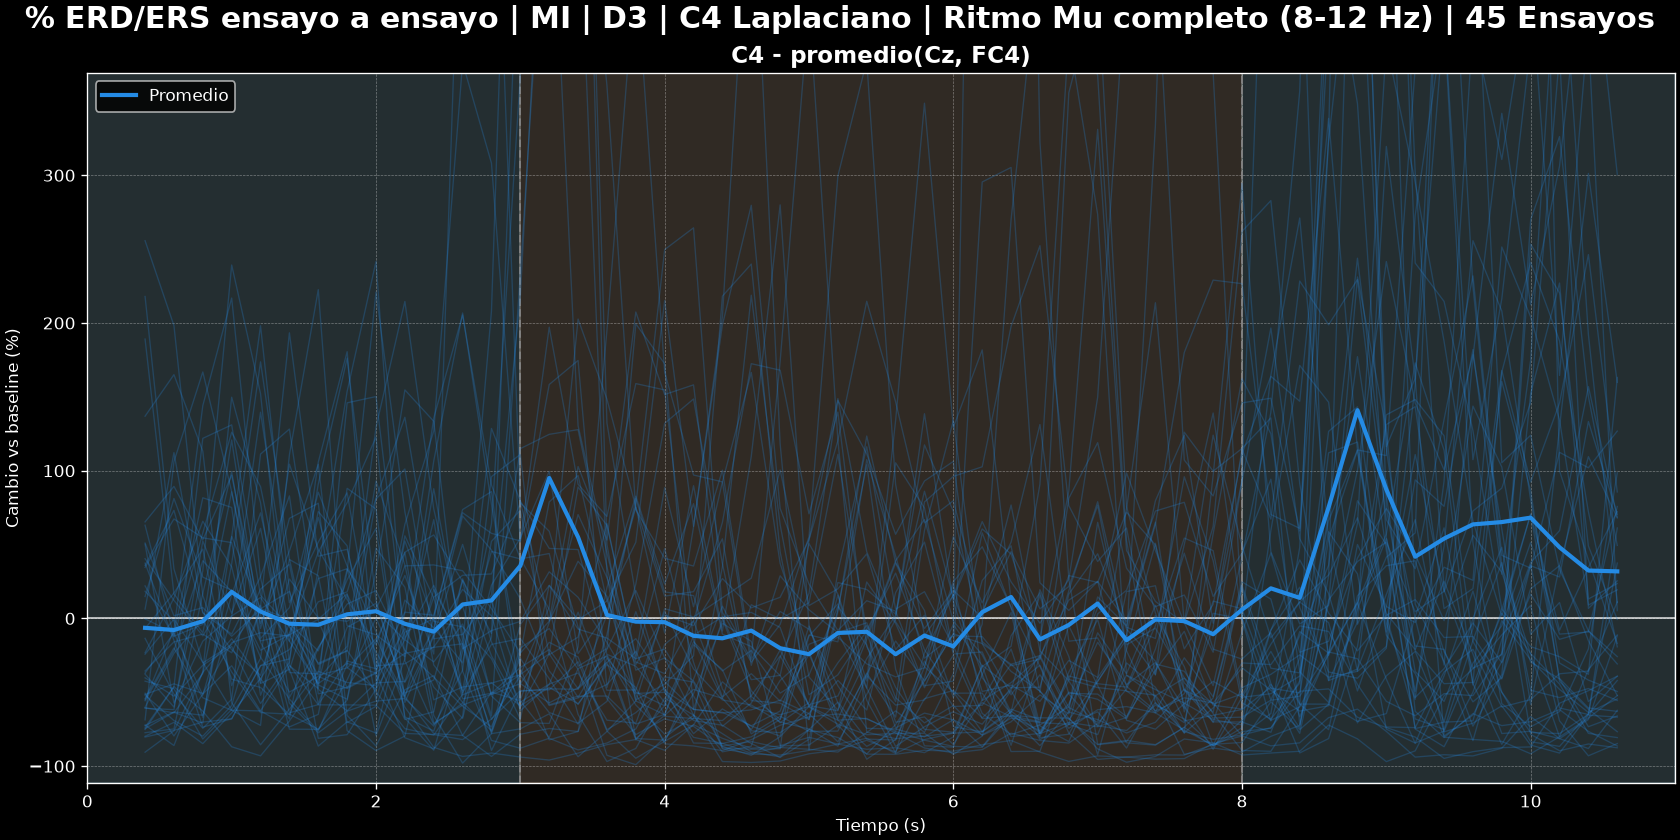 % ERD/ERS ensayo a ensayo | MI | D3 | C4 Laplaciano | Ritmo Mu completo (8-12 Hz) | 45 Ensayos
C4 - promedio(Cz, FC4)
Promedio
Cambio vs baseline (%)
300
200
100
0
−100
0 2 4 6 8 10
Tiempo (s)